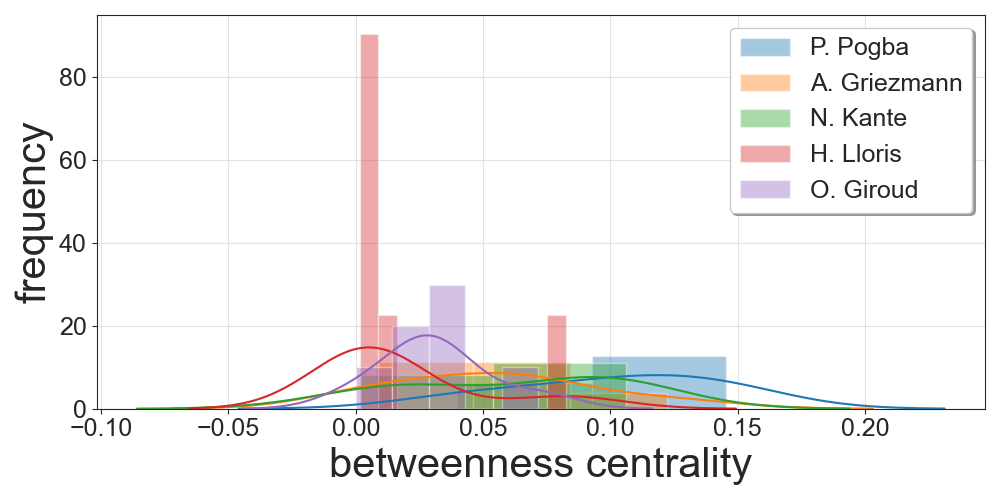 80
60
40
20
0
frequency
−0.10
−0.05
0.00
0.05
0.10
0.15
0.20
betweenness centrality
P. Pogba
A. Griezmann
N. Kante
H. Lloris
O. Giroud